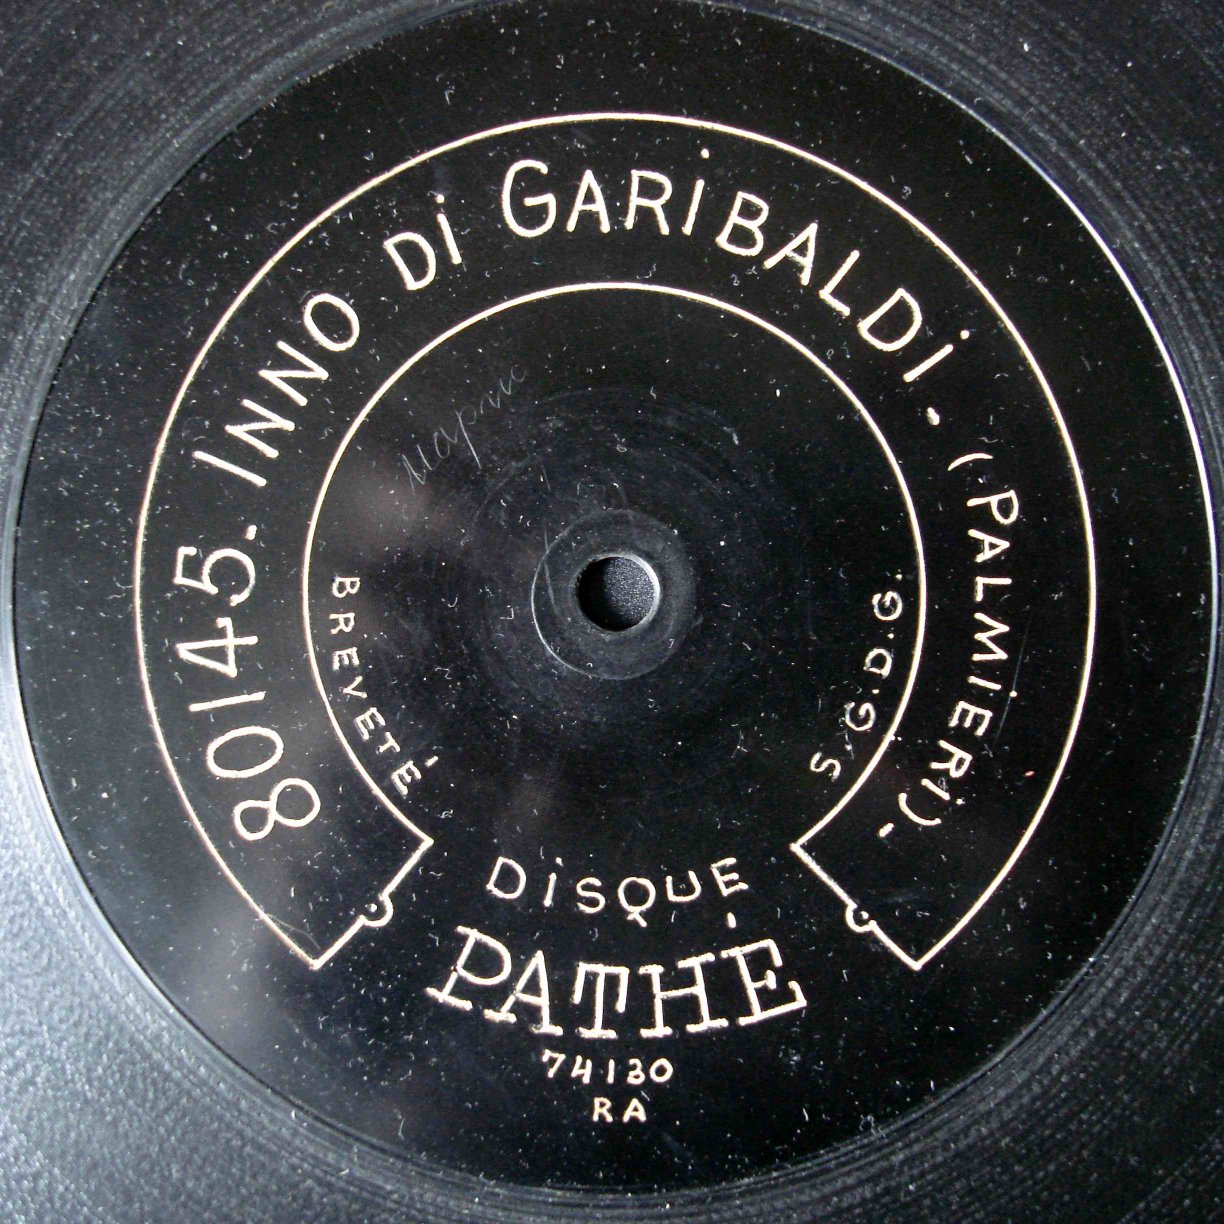 80145. INNO Di GARiBALDi. (PALMiERi).
BREVETÉ S.G.D.G.
DiSQUE
PATHÉ
74130
RA